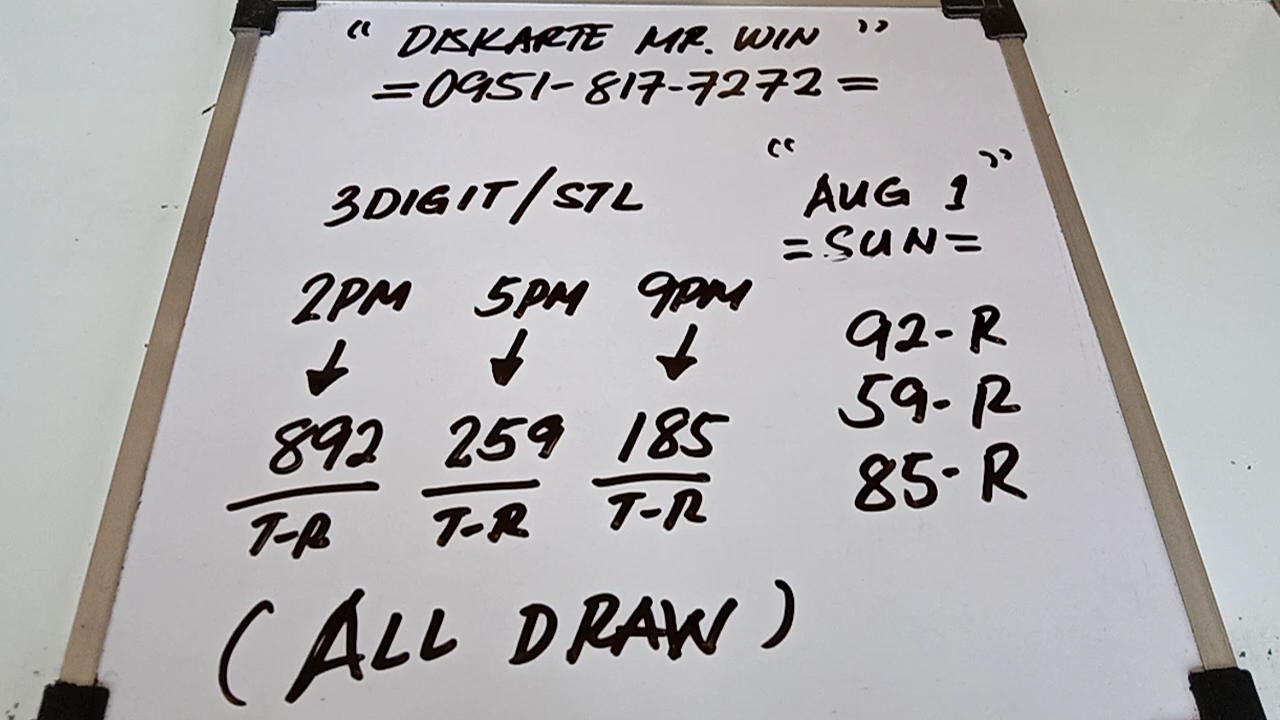 “ DISKARTE MR. WIN ”
=0951-817-7272=
3DIGIT/STL
“ AUG 1 ”
=SUN=
2PM 5PM 9PM
892 259 185
T-R T-R T-R
92-R
59-R
85-R
(ALL DRAW)